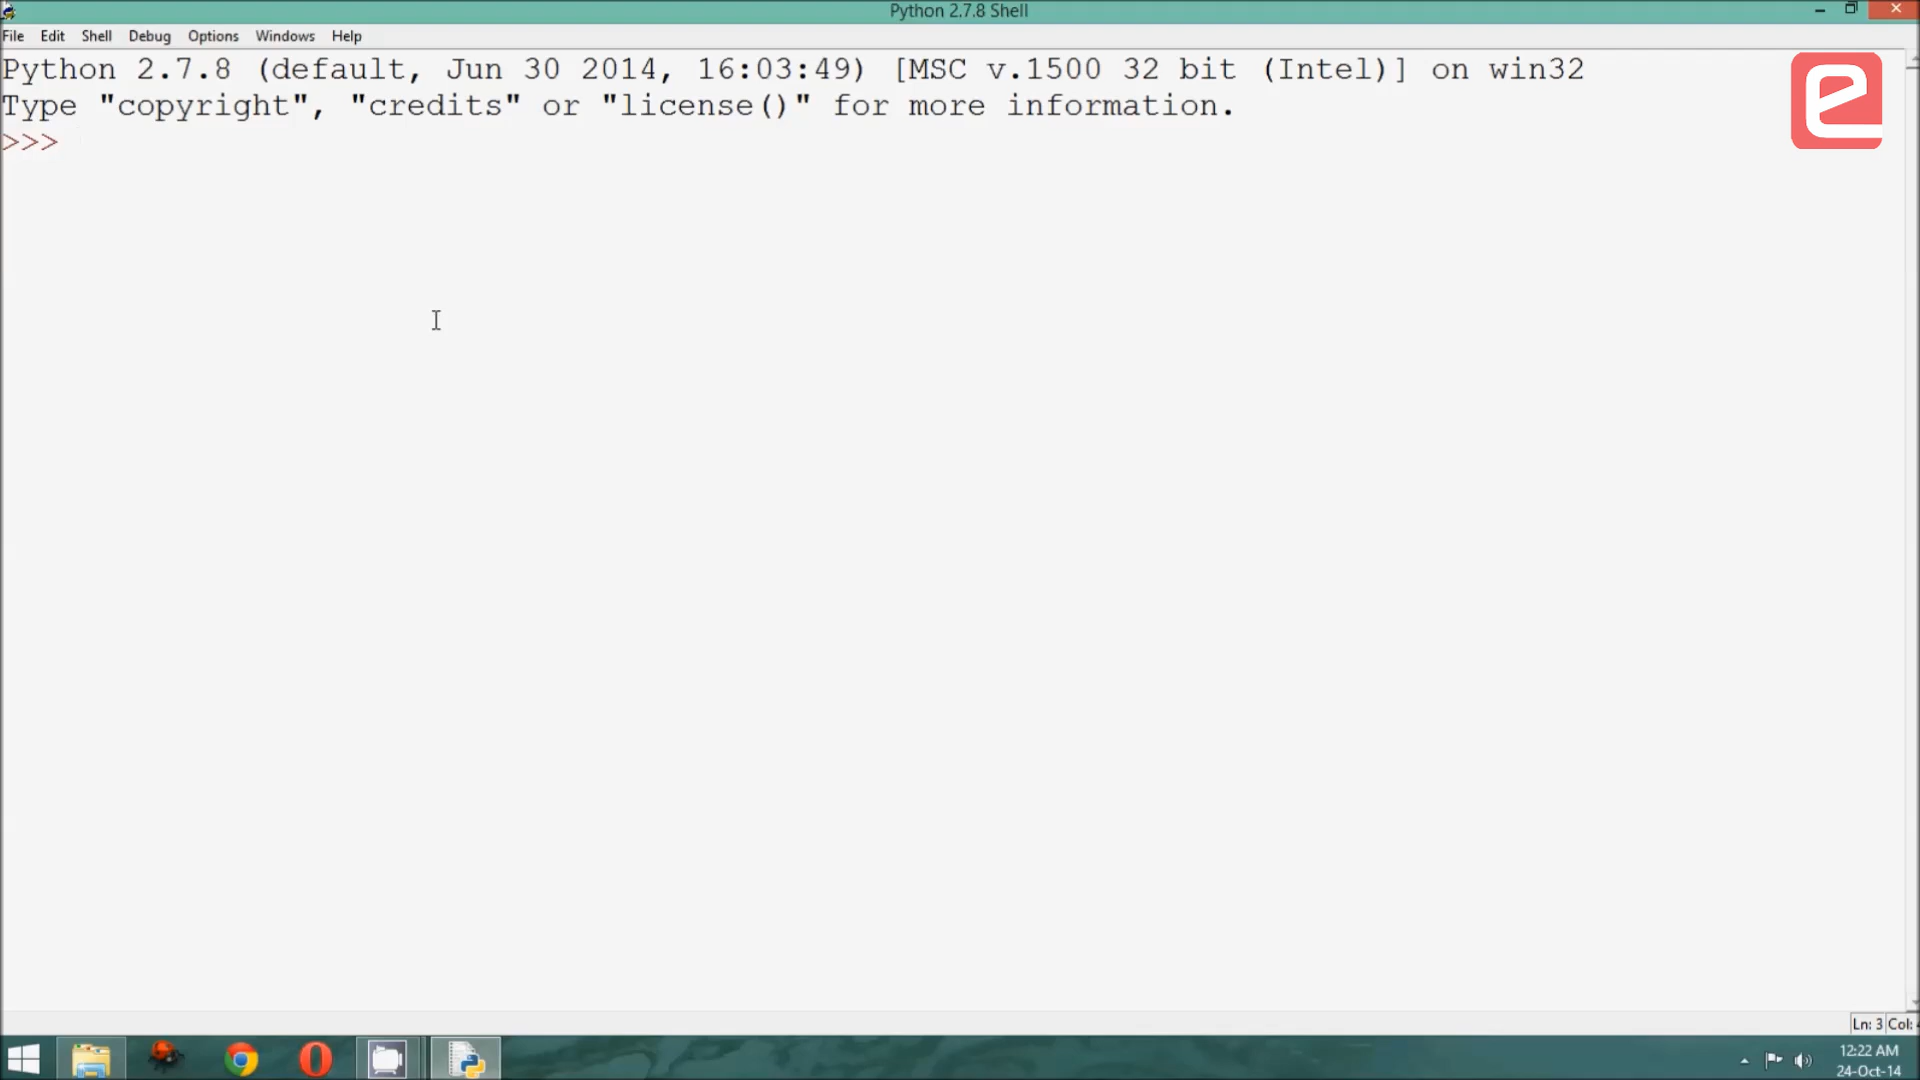 Python 2.7.8 Shell
File Edit Shell Debug Options Windows Help
Python 2.7.8 (default, Jun 30 2014, 16:03:49) [MSC v.1500 32 bit (Intel)] on win32
Type "copyright", "credits" or "license()" for more information.
>>>
Ln: 3 Col:
12:22 AM
24-Oct-14